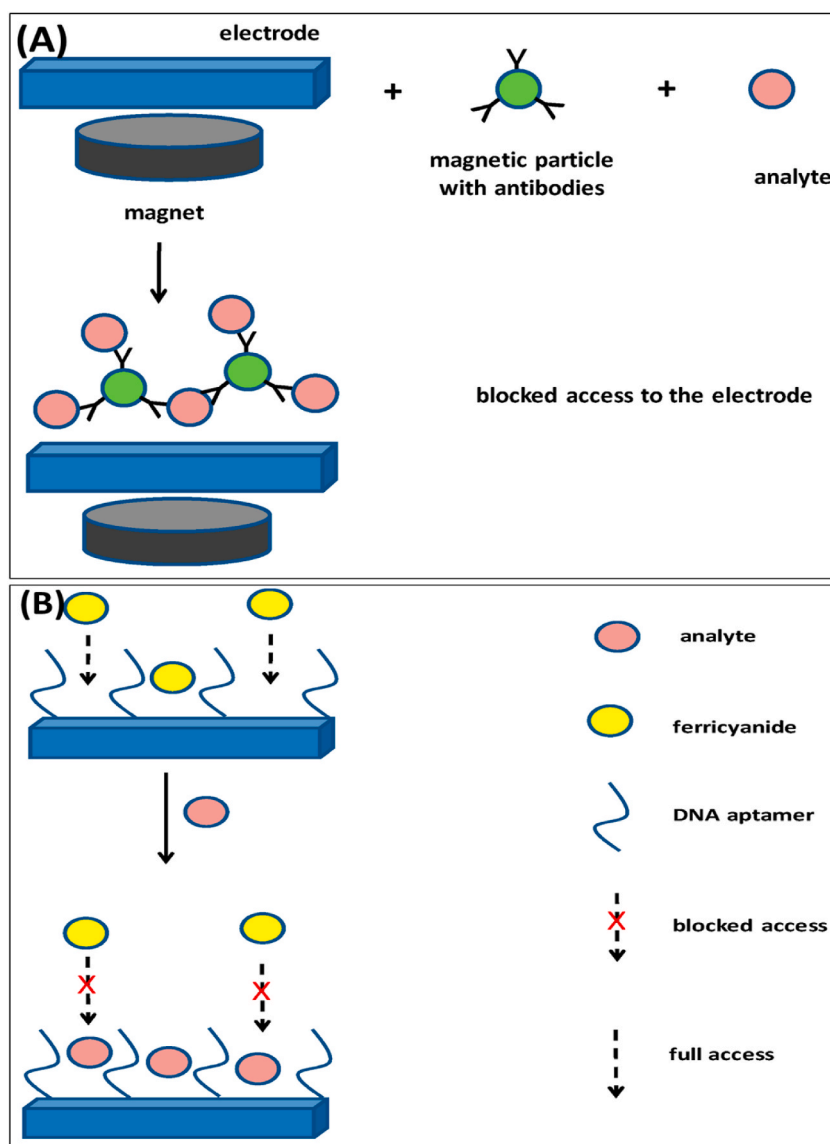 (A)
electrode
+
+
magnetic particle
with antibodies
analyte
magnet
blocked access to the electrode
(B)
analyte
ferricyanide
DNA aptamer
blocked access
full access